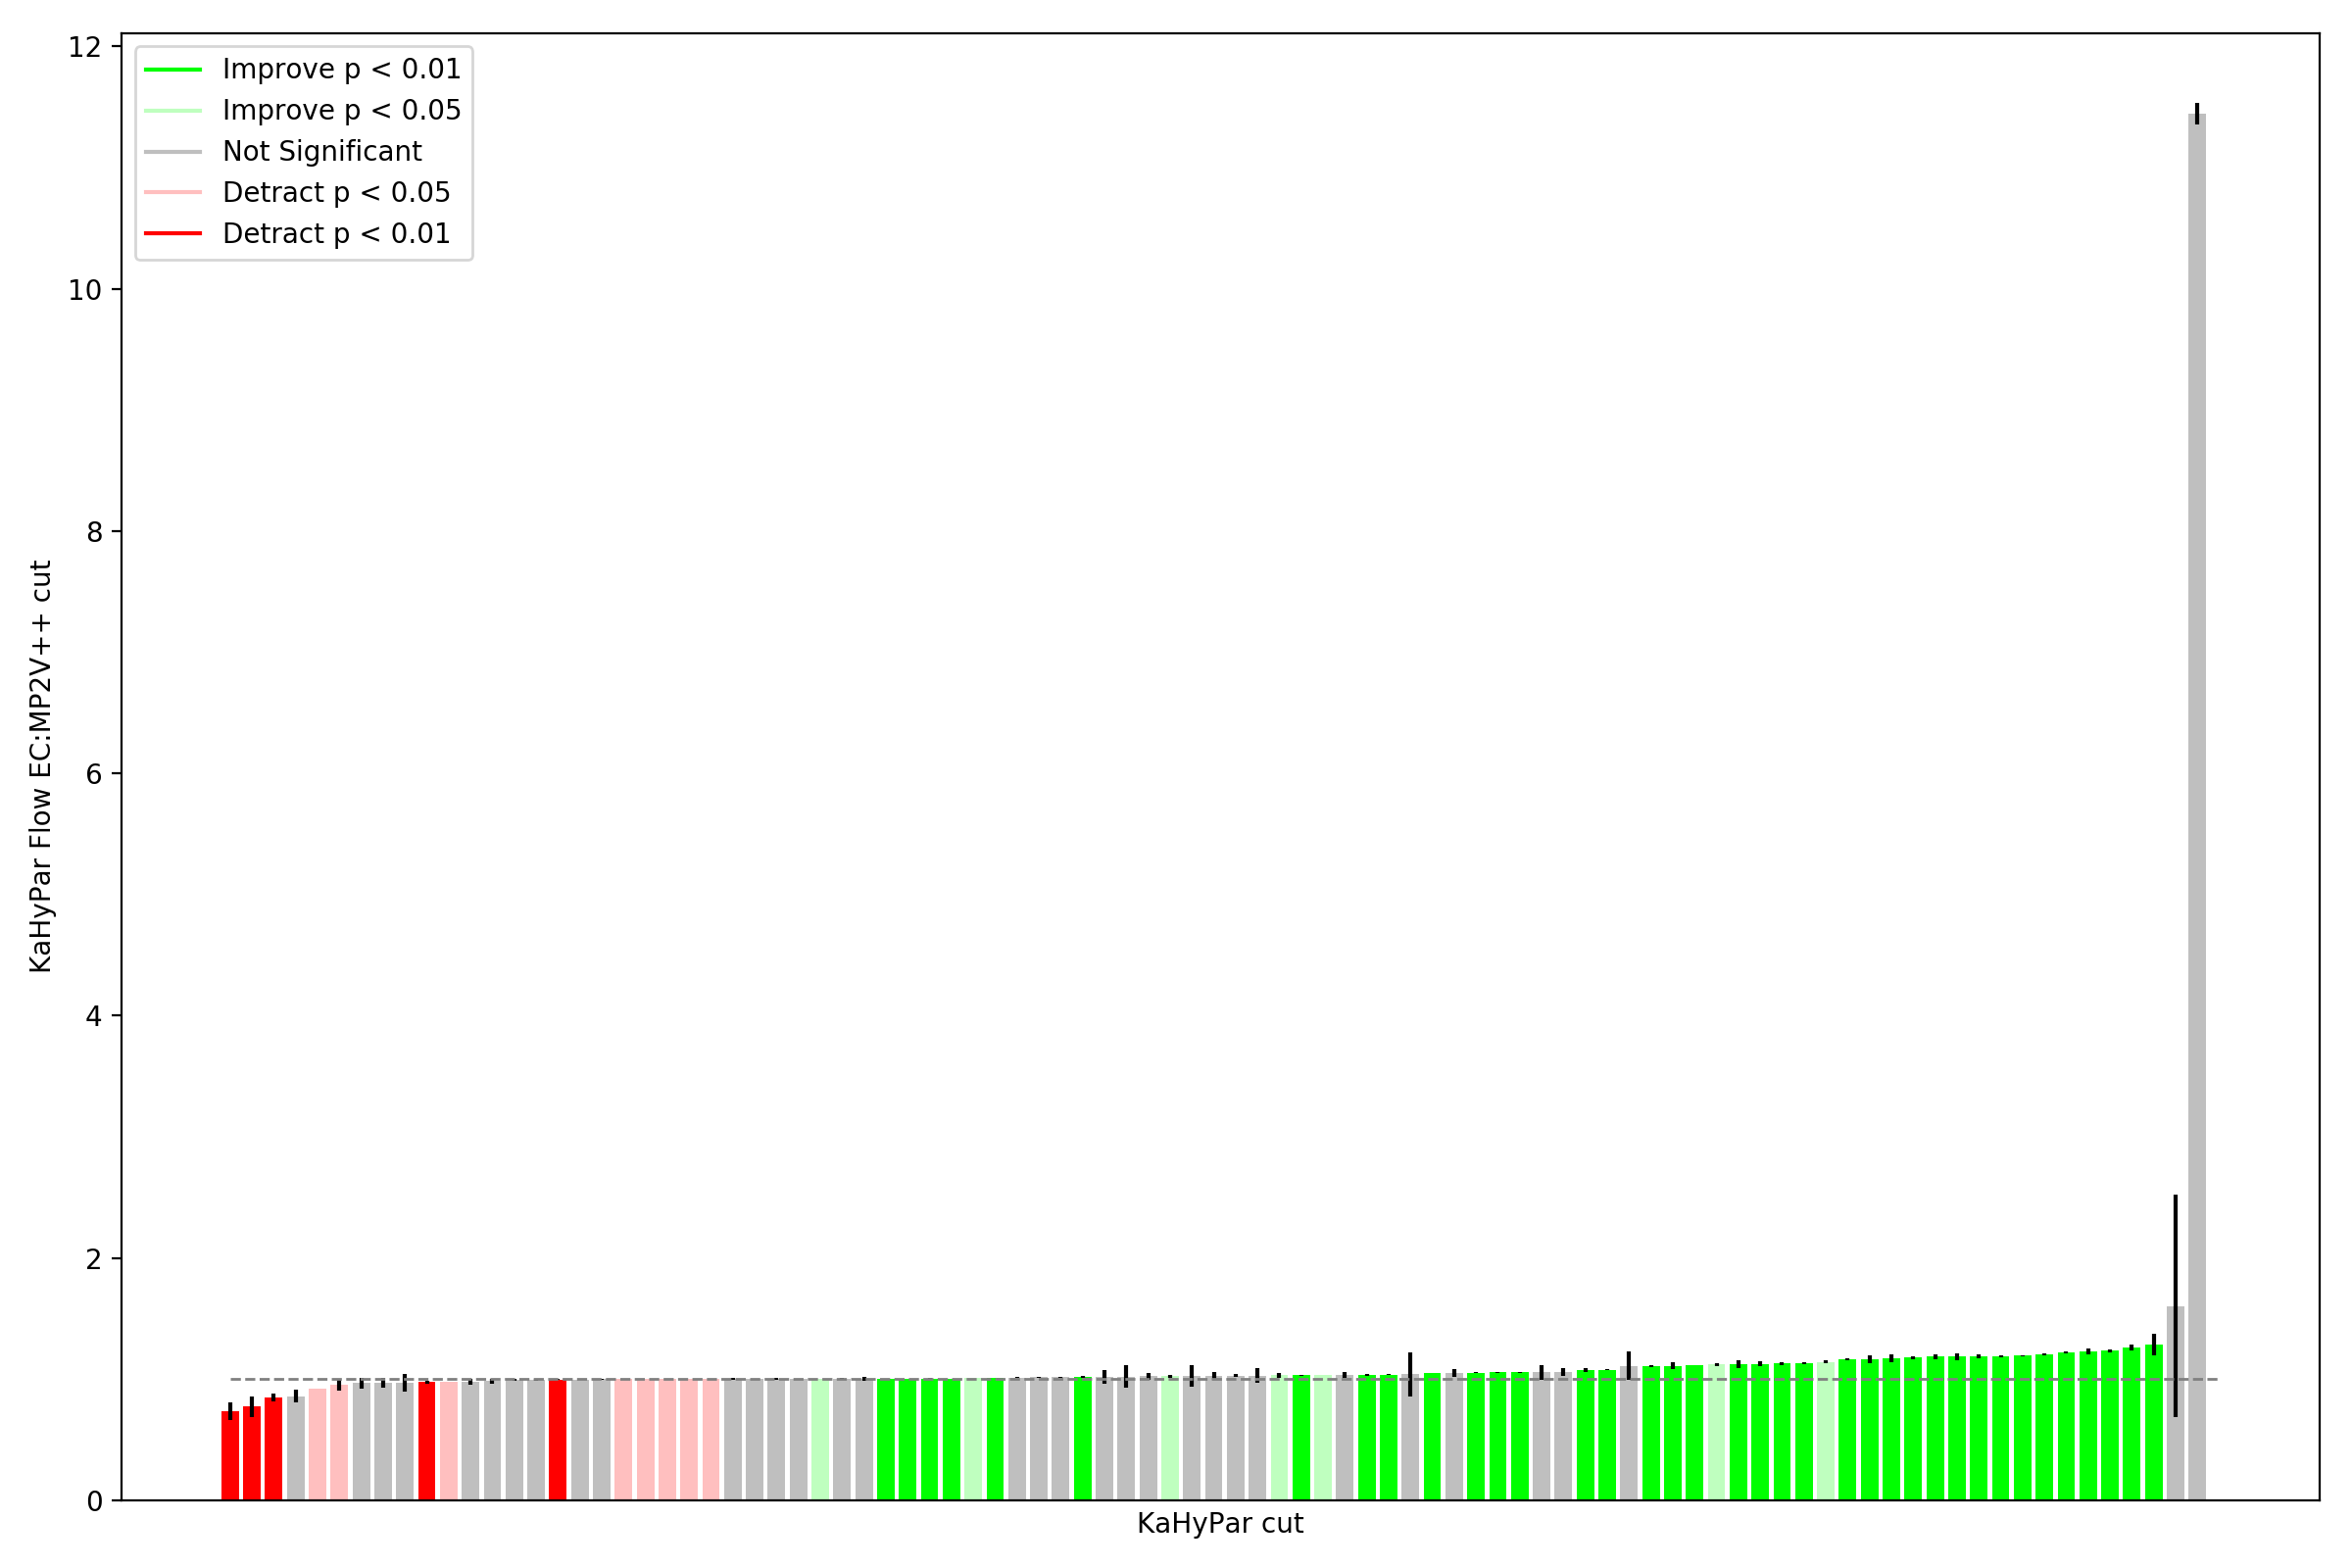 12
10
8
6
4
2
0
KaHyPar Flow EC:MP2V++ cut
Improve p < 0.01
Improve p < 0.05
Not Significant
Detract p < 0.05
Detract p < 0.01
KaHyPar cut